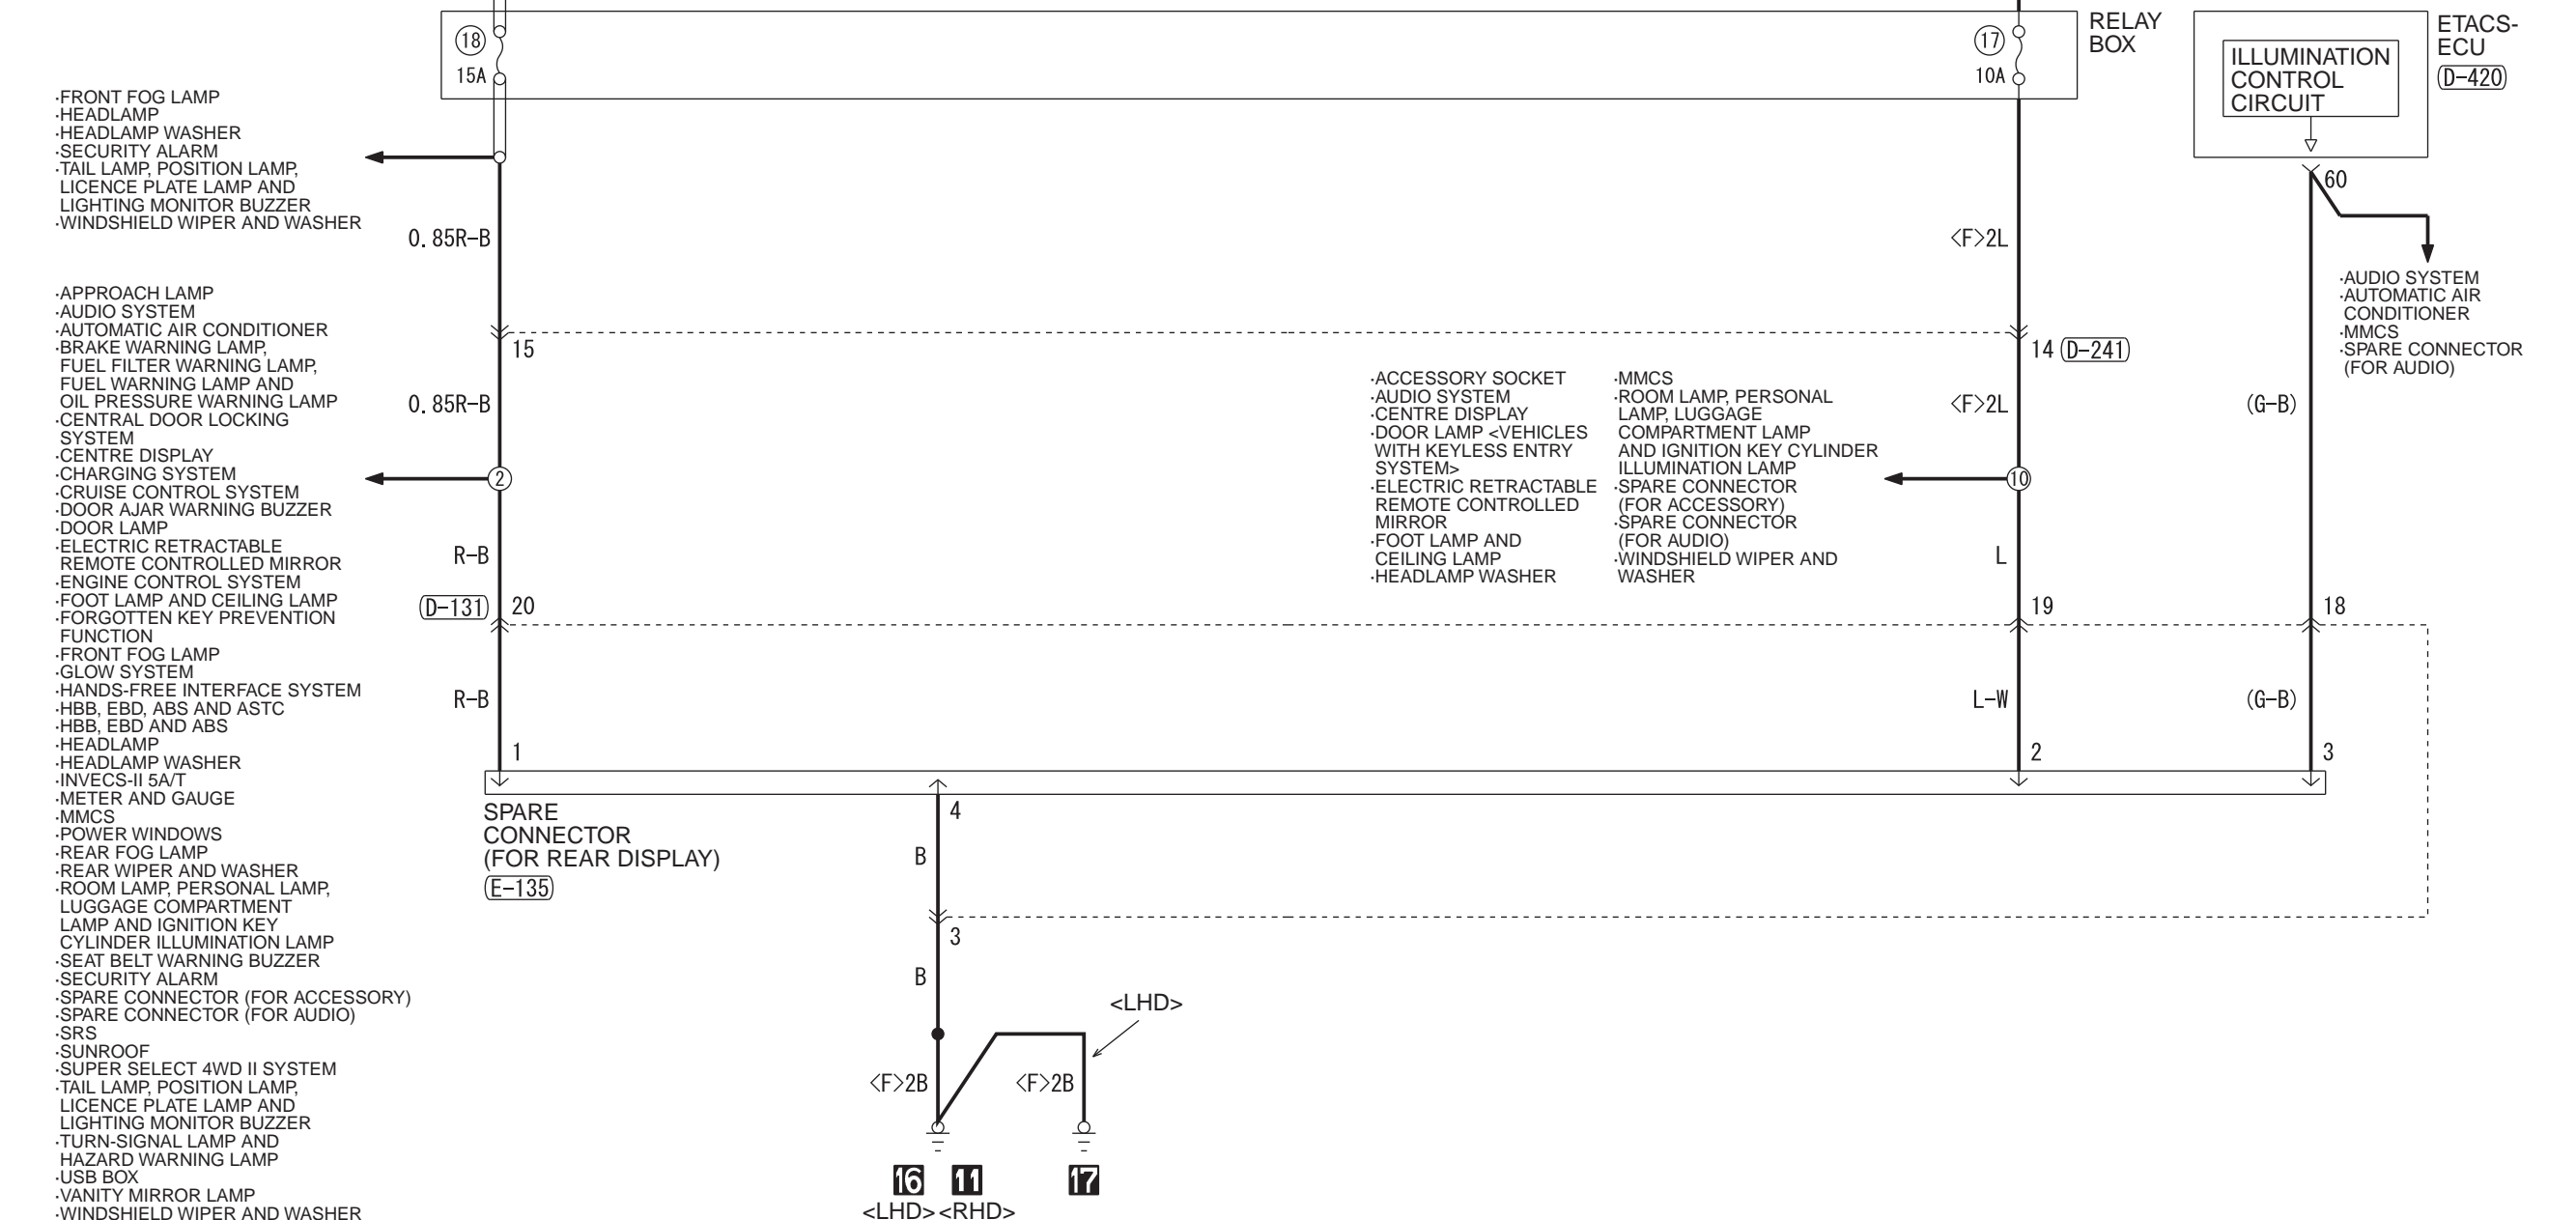 18
15A
17
10A
RELAY
BOX
ILLUMINATION
CONTROL
CIRCUIT
ETACS-
ECU
(D-420)
60
·FRONT FOG LAMP
·HEADLAMP
·HEADLAMP WASHER
·SECURITY ALARM
·TAIL LAMP, POSITION LAMP,
LICENCE PLATE LAMP AND
LIGHTING MONITOR BUZZER
·WINDSHIELD WIPER AND WASHER
0.85R-B
<F>2L
·AUDIO SYSTEM
·AUTOMATIC AIR
CONDITIONER
·MMCS
·SPARE CONNECTOR
(FOR AUDIO)
·APPROACH LAMP
·AUDIO SYSTEM
·AUTOMATIC AIR CONDITIONER
·BRAKE WARNING LAMP,
FUEL FILTER WARNING LAMP,
FUEL WARNING LAMP AND
OIL PRESSURE WARNING LAMP
·CENTRAL DOOR LOCKING
SYSTEM
·CENTRE DISPLAY
·CHARGING SYSTEM
·CRUISE CONTROL SYSTEM
·DOOR AJAR WARNING BUZZER
·DOOR LAMP
·ELECTRIC RETRACTABLE
REMOTE CONTROLLED MIRROR
·ENGINE CONTROL SYSTEM
·FOOT LAMP AND CEILING LAMP
·FORGOTTEN KEY PREVENTION
FUNCTION
·FRONT FOG LAMP
·GLOW SYSTEM
·HANDS-FREE INTERFACE SYSTEM
·HBB, EBD, ABS AND ASTC
·HBB, EBD AND ABS
·HEADLAMP
·HEADLAMP WASHER
·INVECS-II 5A/T
·METER AND GAUGE
·MMCS
·POWER WINDOWS
·REAR FOG LAMP
·REAR WIPER AND WASHER
·ROOM LAMP, PERSONAL LAMP,
LUGGAGE COMPARTMENT
LAMP AND IGNITION KEY
CYLINDER ILLUMINATION LAMP
·SEAT BELT WARNING BUZZER
·SECURITY ALARM
·SPARE CONNECTOR (FOR ACCESSORY)
·SPARE CONNECTOR (FOR AUDIO)
·SRS
·SUNROOF
·SUPER SELECT 4WD II SYSTEM
·TAIL LAMP, POSITION LAMP,
LICENCE PLATE LAMP AND
LIGHTING MONITOR BUZZER
·TURN-SIGNAL LAMP AND
HAZARD WARNING LAMP
·USB BOX
·VANITY MIRROR LAMP
·WINDSHIELD WIPER AND WASHER
15
14 (D-241)
0.85R-B
<F>2L
(G-B)
·ACCESSORY SOCKET
·AUDIO SYSTEM
·CENTRE DISPLAY
·DOOR LAMP <VEHICLES
WITH KEYLESS ENTRY
SYSTEM>
·ELECTRIC RETRACTABLE
REMOTE CONTROLLED
MIRROR
·FOOT LAMP AND
CEILING LAMP
·HEADLAMP WASHER
·MMCS
·ROOM LAMP, PERSONAL
LAMP, LUGGAGE
COMPARTMENT LAMP
AND IGNITION KEY CYLINDER
ILLUMINATION LAMP
·SPARE CONNECTOR
(FOR ACCESSORY)
·SPARE CONNECTOR
(FOR AUDIO)
·WINDSHIELD WIPER AND
WASHER
2
10
R-B
L
(D-131) 20
19
18
R-B
L-W
(G-B)
1
2
3
SPARE
CONNECTOR
(FOR REAR DISPLAY)
(E-135)
4
B
3
B
<LHD>
<F>2B
<F>2B
16 11 17
<LHD> <RHD>